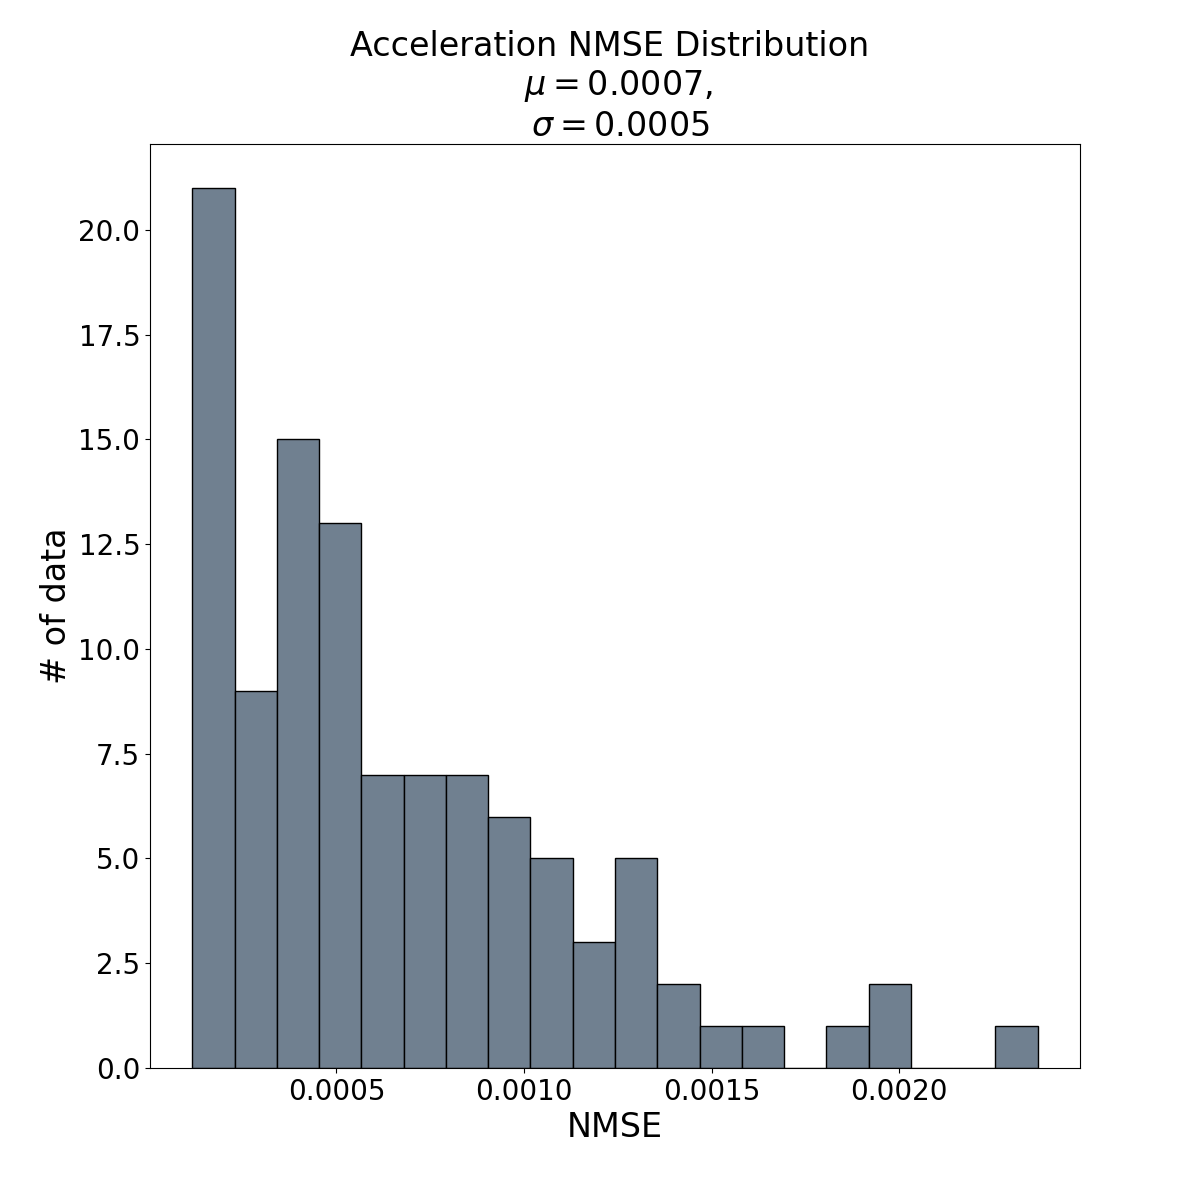 Acceleration NMSE Distribution
μ = 0.0007,
σ = 0.0005
20.0
17.5
15.0
12.5
10.0
7.5
5.0
2.5
0.0
# of data
0.0005 0.0010 0.0015 0.0020
NMSE